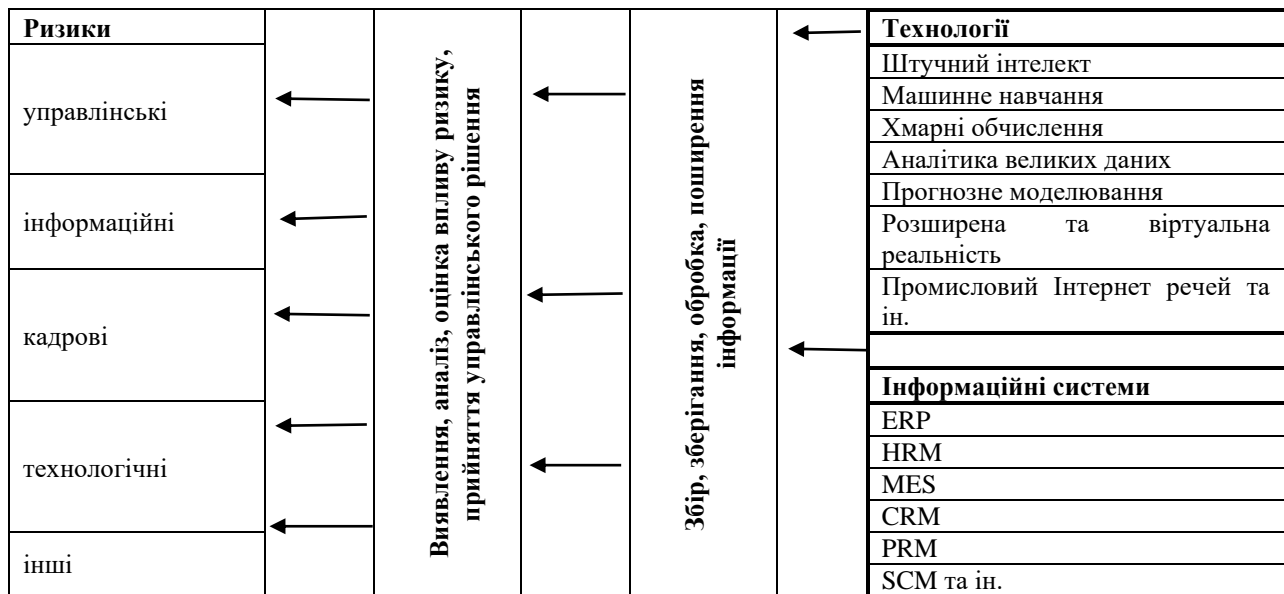 Ризики
управлінські
інформаційні
кадрові
технологічні
інші
Виявлення, аналіз, оцінка впливу ризику,
прийняття управлінського рішення
Збір, зберігання, обробка, поширення
інформації
Технології
Штучний інтелект
Машинне навчання
Хмарні обчислення
Аналітика великих даних
Прогнозне моделювання
Розширена та віртуальна
реальність
Промисловий Інтернет речей та
ін.
Інформаційні системи
ERP
HRM
MES
CRM
PRM
SCM та ін.